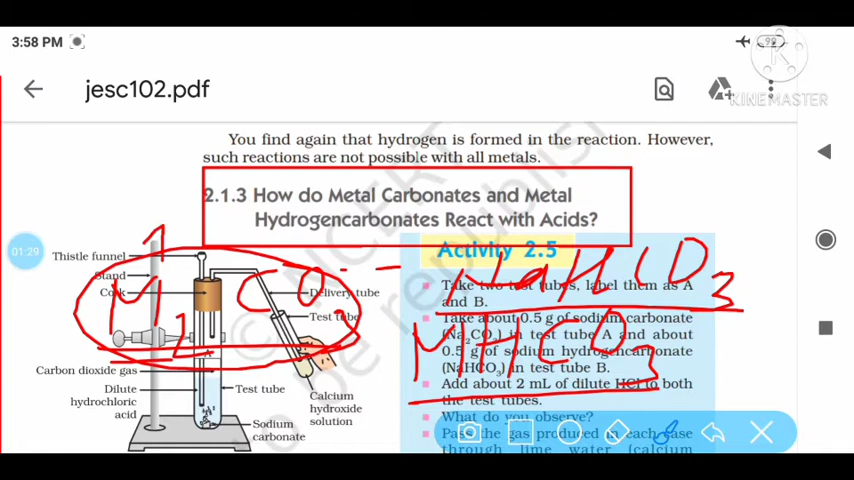 3:58 PM
99
KINEMASTER
jesc102.pdf
You find again that hydrogen is formed in the reaction. However,
such reactions are not possible with all metals.
2.1.3 How do Metal Carbonates and Metal
Hydrogencarbonates React with Acids?
01:29
Activity 2.5
Thistle funnel
Stand
Cork
Delivery tube
Test tube
Carbon dioxide gas
Dilute
hydrochloric
acid
Test tube
Sodium
carbonate
Calcium
hydroxide
solution
M2CO3
NaHCO3
MHCO3
Take two test tubes, label them as A
and B.
Take about 0.5 g of sodium carbonate
(Na2CO3) in test tube A and about
0.5 g of sodium hydrogencarbonate
(NaHCO3) in test tube B.
Add about 2 mL of dilute HCl to both
the test tubes.
What do you observe?
Pass the gas produced in each case
through lime water (calcium